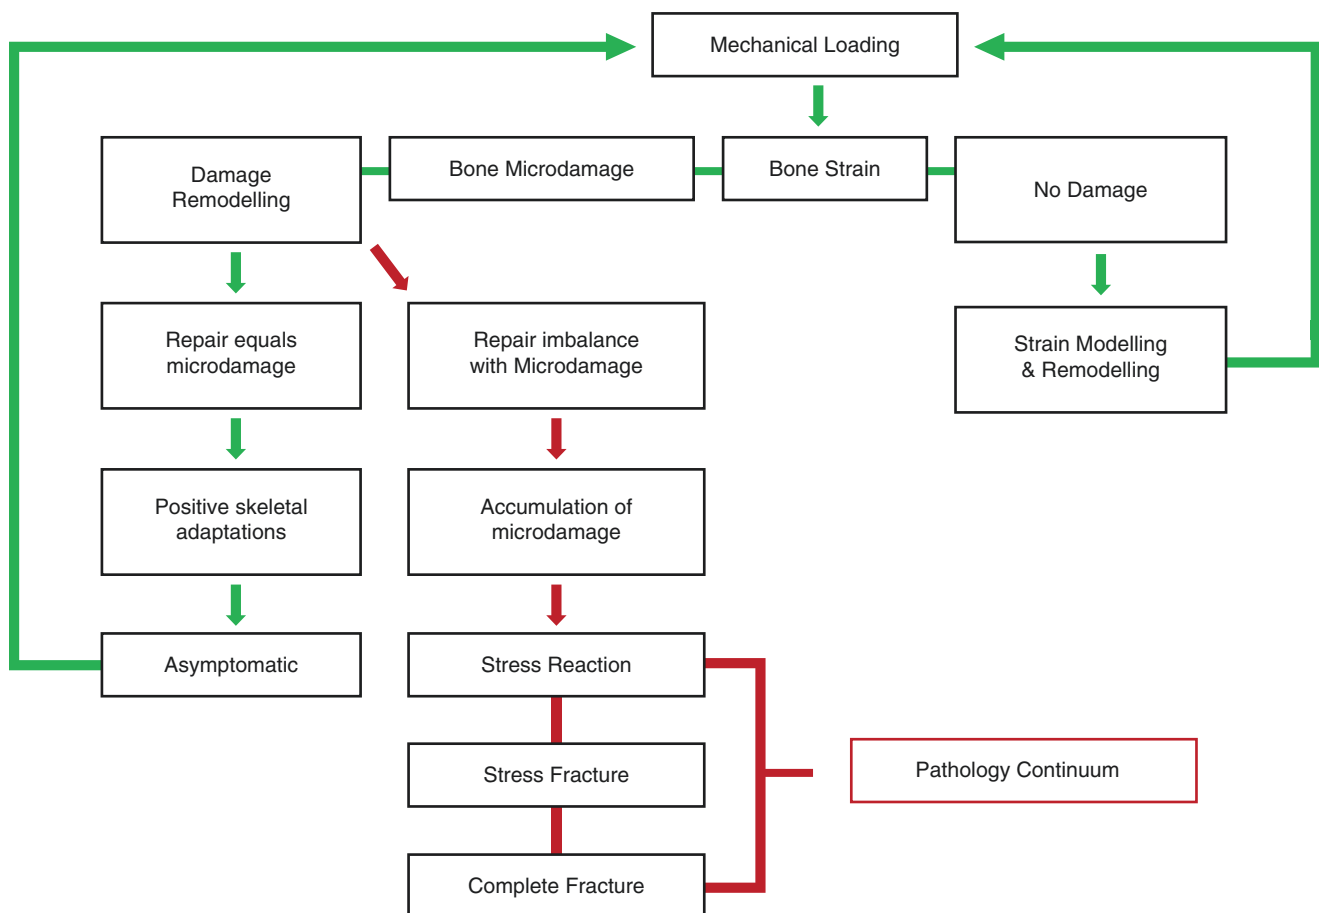 Mechanical Loading
Damage
Remodelling
Bone Microdamage
Bone Strain
No Damage
Repair equals
microdamage
Repair imbalance
with Microdamage
Strain Modelling
& Remodelling
Positive skeletal
adaptations
Accumulation of
microdamage
Asymptomatic
Stress Reaction
Stress Fracture
Pathology Continuum
Complete Fracture